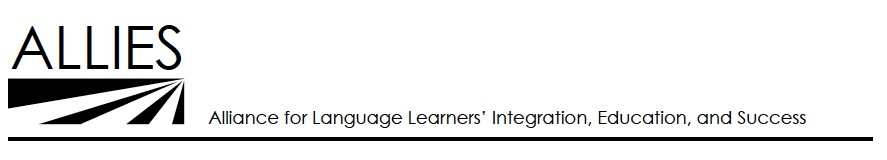 ALLIES
Alliance for Language Learners’ Integration, Education, and Success